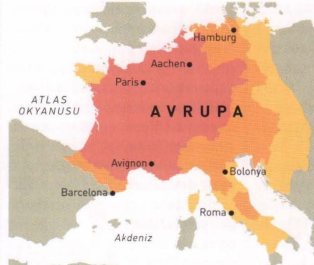 Hamburg
Aachen
Paris
ATLAS
OKYANUSU
AVRUPA
Avignon
Bolonya
Barcelona
Roma
Akdeniz